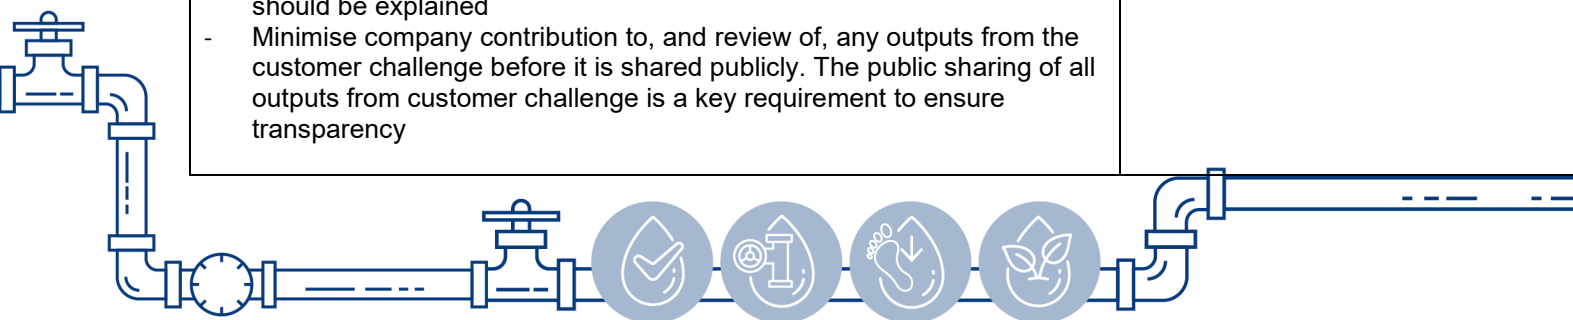 should be explained
- Minimise company contribution to, and review of, any outputs from the
customer challenge before it is shared publicly. The public sharing of all
outputs from customer challenge is a key requirement to ensure
transparency